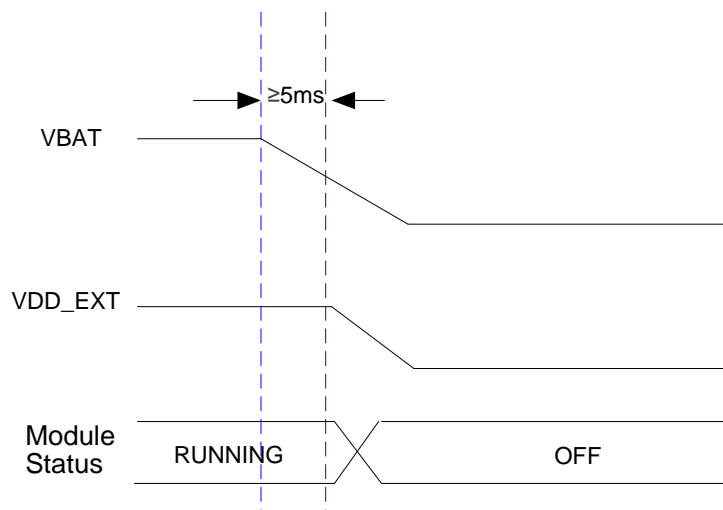 ≥5ms
VBAT
VDD_EXT
Module
Status
RUNNING
OFF